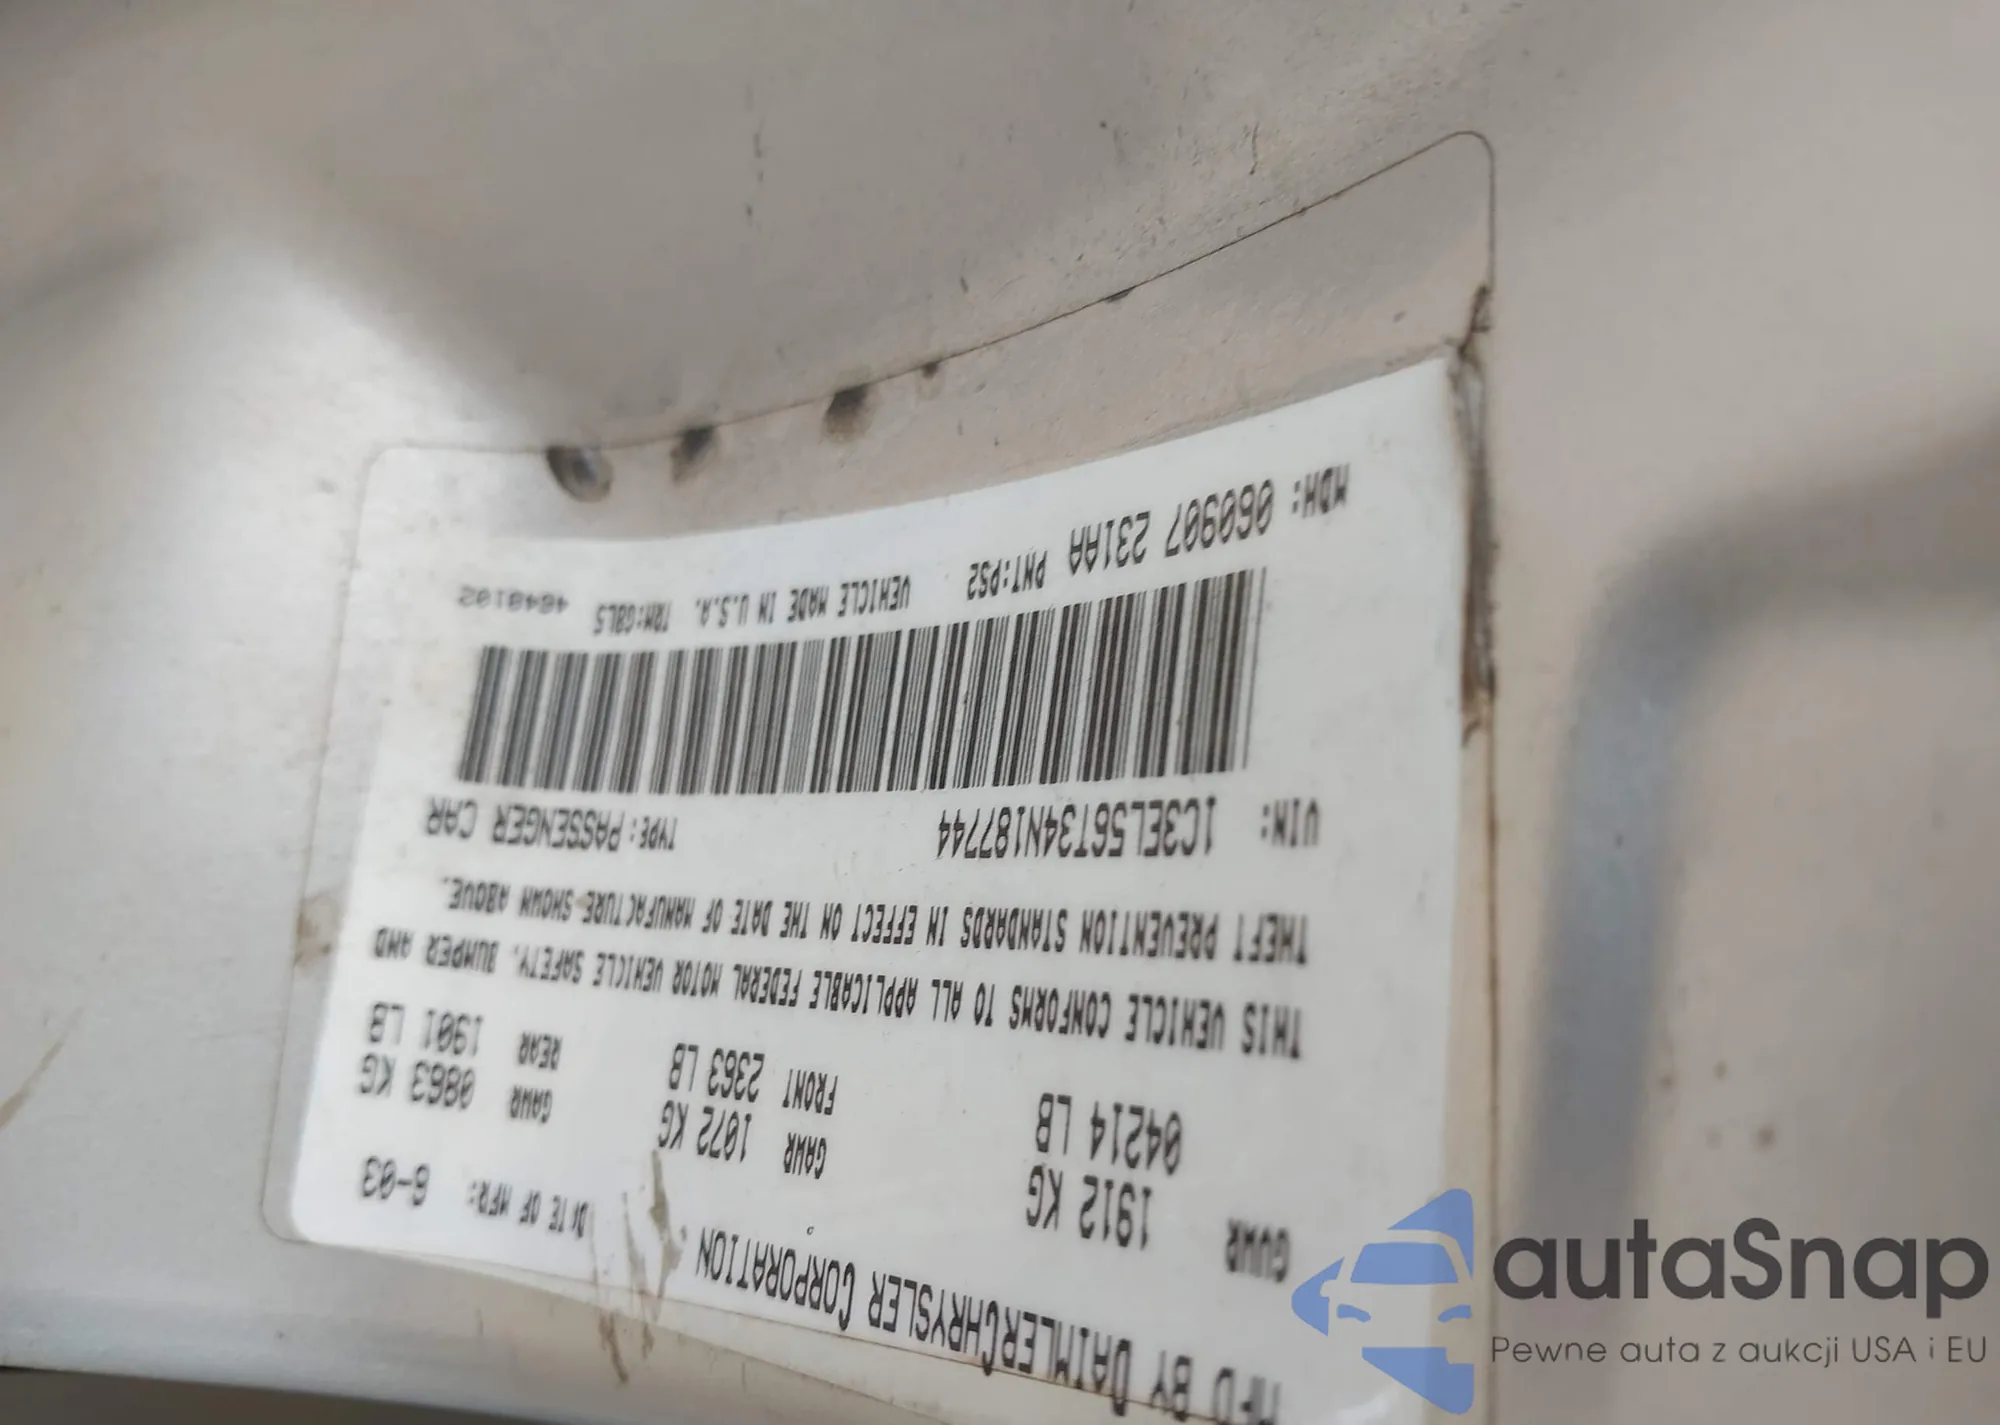 MFD BY DAIMLERCHRYSLER CORPORATION DATE OF MFR: 6-03
GVWR 1912 KG GAWR 1072 KG GAWR 0863 KG
04214 LB FRONT 2363 LB REAR 1901 LB
THIS VEHICLE CONFORMS TO ALL APPLICABLE FEDERAL MOTOR VEHICLE SAFETY, BUMPER AND
THEFT PREVENTION STANDARDS IN EFFECT ON THE DATE OF MANUFACTURE SHOWN ABOVE.
VIN: 1C3EL56T34N187744 TYPE: PASSENGER CAR
MDH: 060907 231AA PNT:PS2 VEHICLE MADE IN U.S.A. TRM:G8L5
autaSnap
Pewne auta z aukcji USA i EU